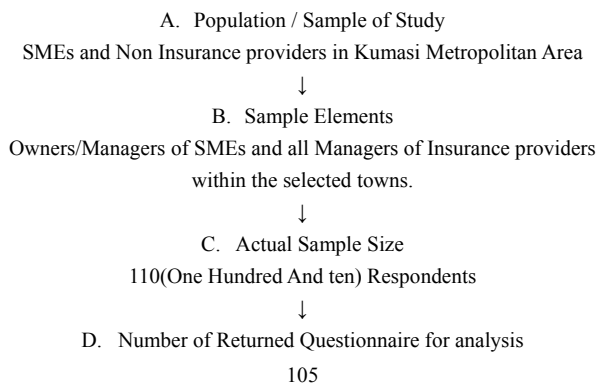 A. Population / Sample of Study
SMEs and Non Insurance providers in Kumasi Metropolitan Area
↓
B. Sample Elements
Owners/Managers of SMEs and all Managers of Insurance providers
within the selected towns.
↓
C. Actual Sample Size
110(One Hundred And ten) Respondents
↓
D. Number of Returned Questionnaire for analysis
105